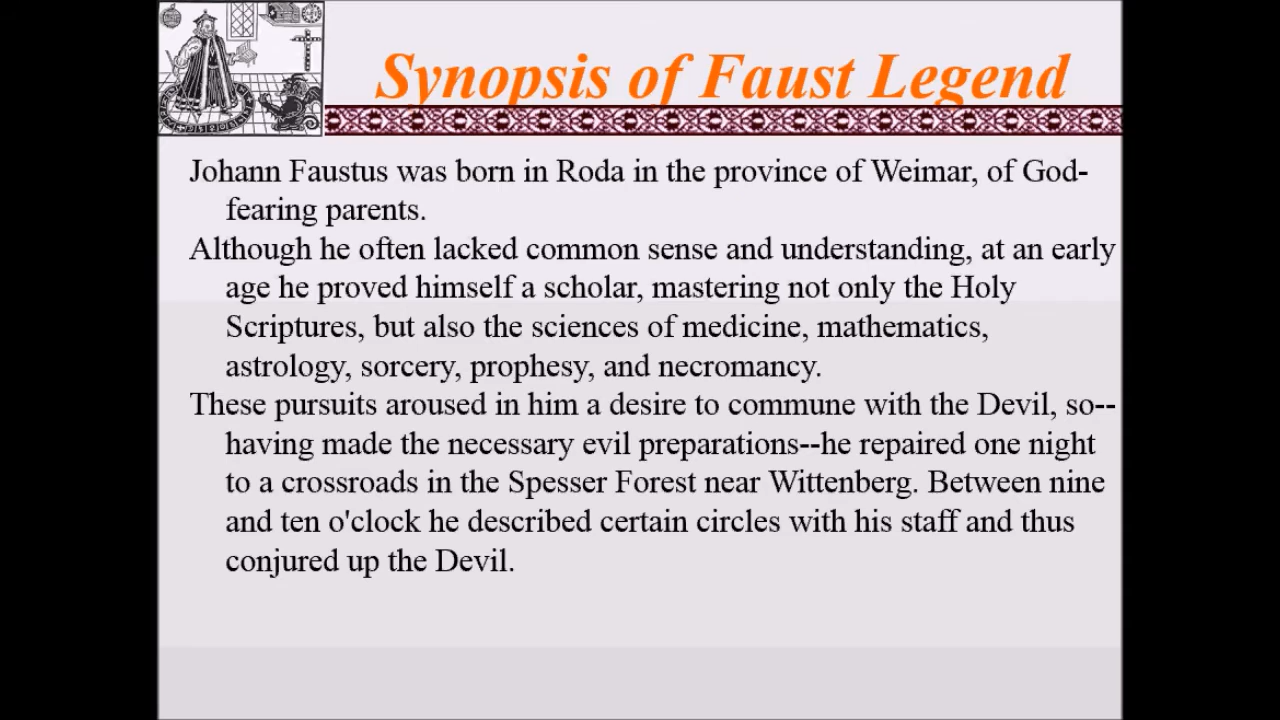 Synopsis of Faust Legend
Johann Faustus was born in Roda in the province of Weimar, of God-
fearing parents.
Although he often lacked common sense and understanding, at an early
age he proved himself a scholar, mastering not only the Holy
Scriptures, but also the sciences of medicine, mathematics,
astrology, sorcery, prophesy, and necromancy.
These pursuits aroused in him a desire to commune with the Devil, so--
having made the necessary evil preparations--he repaired one night
to a crossroads in the Spesser Forest near Wittenberg. Between nine
and ten o'clock he described certain circles with his staff and thus
conjured up the Devil.